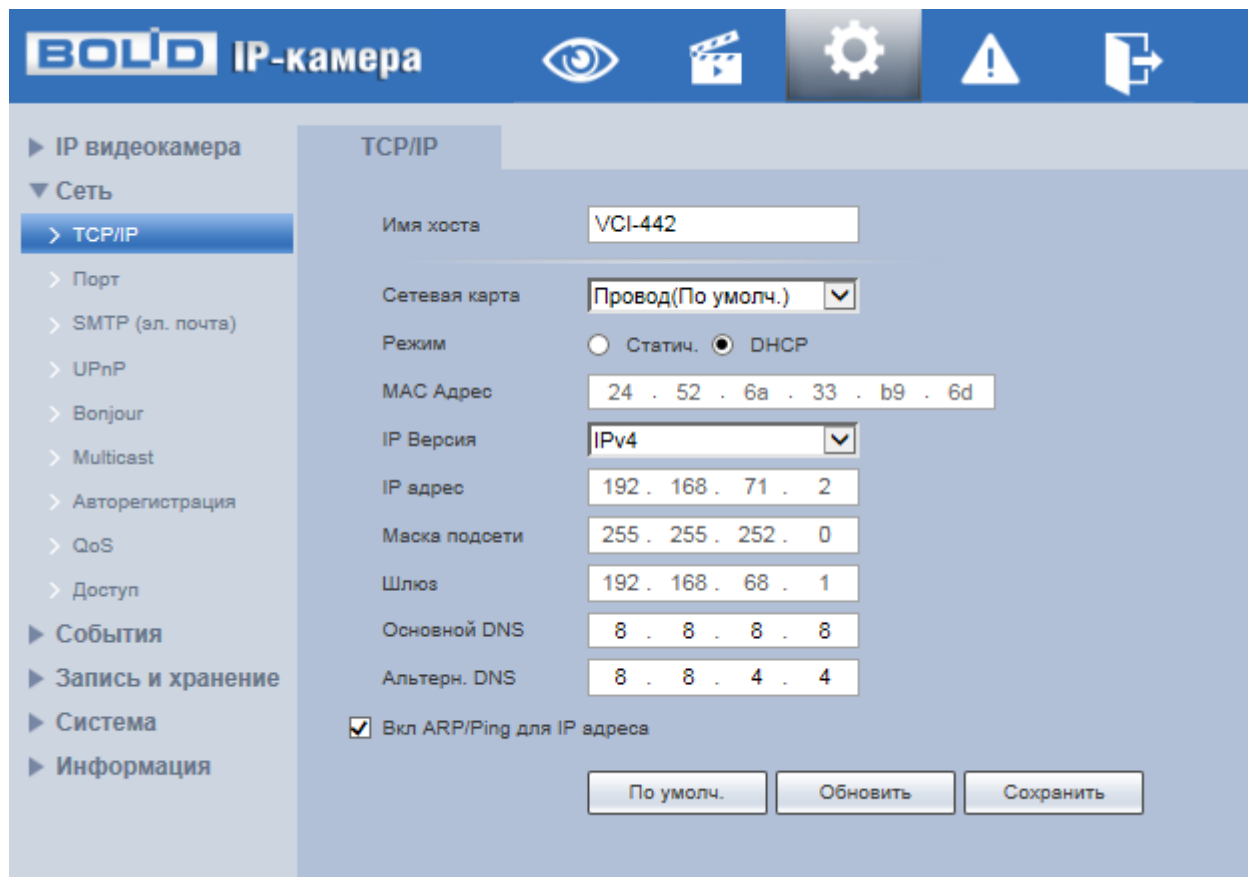 BOLID IP-камера
IP видеокамера
Сеть
TCP/IP
Порт
SMTP (эл. почта)
UPnP
Bonjour
Multicast
Авторегистрация
QoS
Доступ
События
Запись и хранение
Система
Информация
TCP/IP
Имя хоста VCI-442
Сетевая карта Провод(По умолч.)
Режим Статич. DHCP
MAC Адрес 24 . 52 . 6a . 33 . b9 . 6d
IP Версия IPv4
IP адрес 192 . 168 . 71 . 2
Маска подсети 255 . 255 . 252 . 0
Шлюз 192 . 168 . 68 . 1
Основной DNS 8 . 8 . 8 . 8
Альтерн. DNS 8 . 8 . 4 . 4
Вкл ARP/Ping для IP адреса
По умолч. Обновить Сохранить